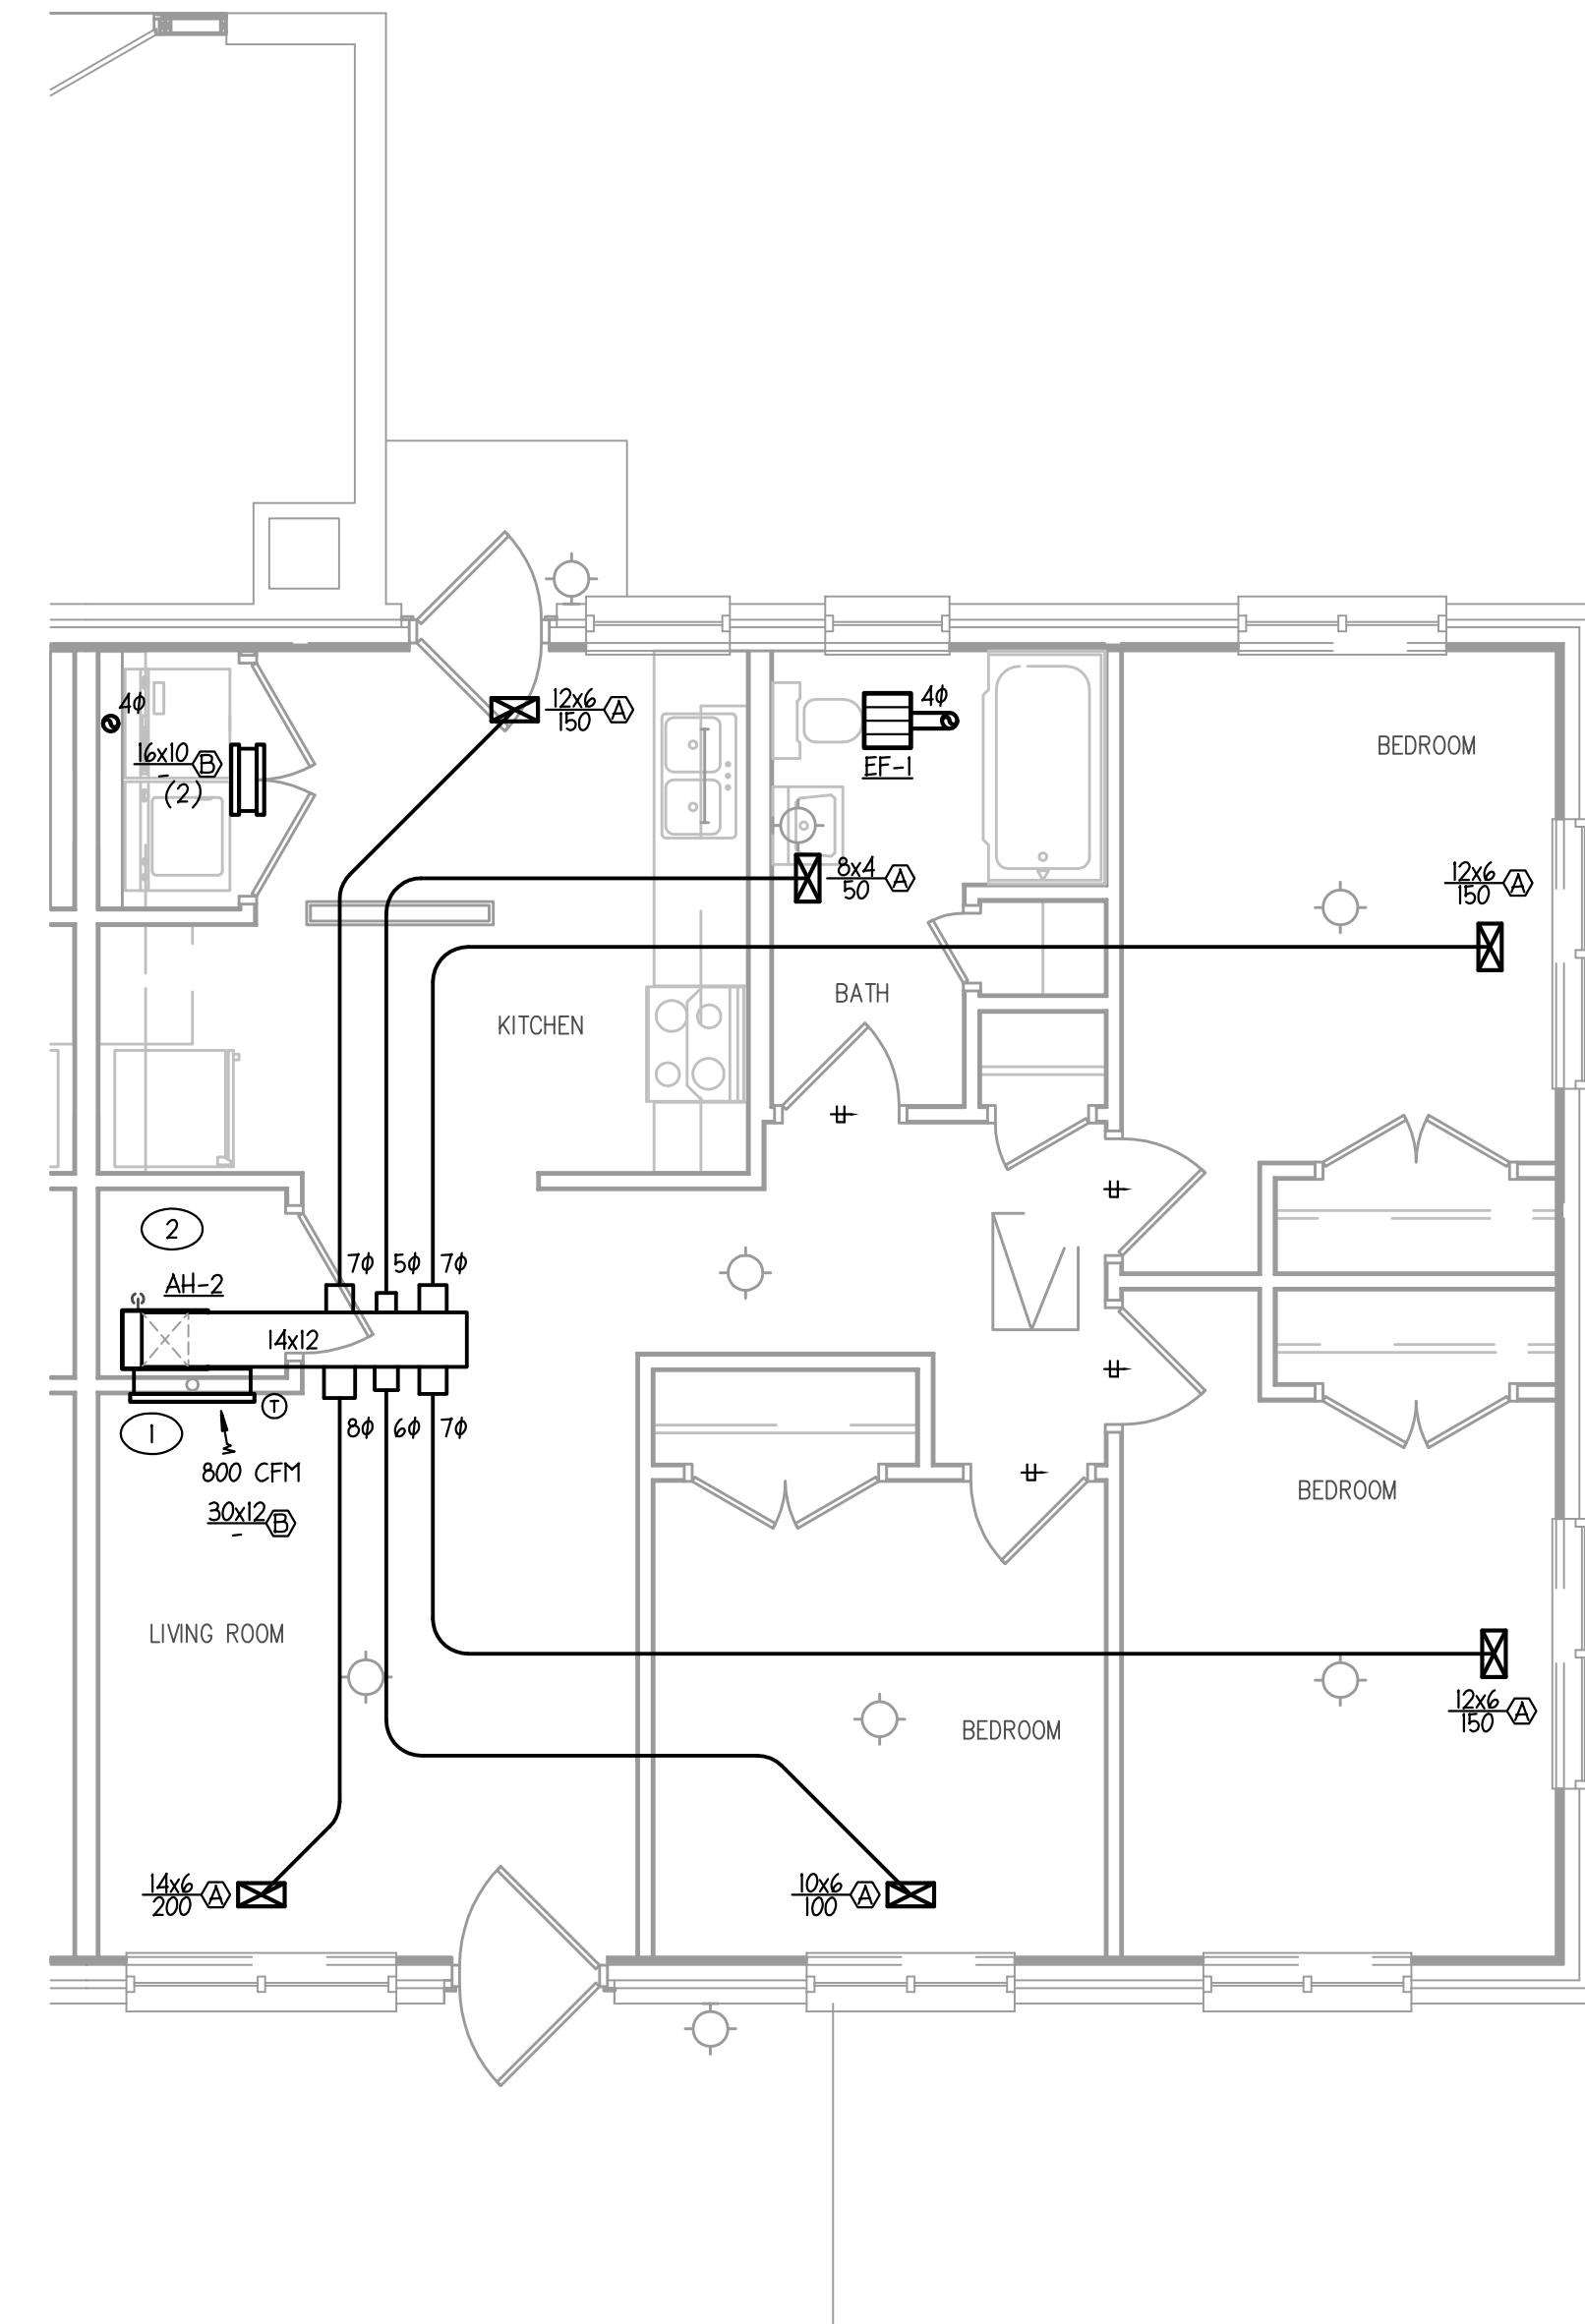 4ϕ
12x6
150 A
4ϕ
EF-1
16x10
- B
(2)
BEDROOM
8x4
50 A
12x6
150 A
BATH
KITCHEN
2
AH-2
7ϕ 5ϕ 7ϕ
14x12
T
1
8ϕ 6ϕ 7ϕ
800 CFM
30x12
- B
BEDROOM
LIVING ROOM
12x6
150 A
BEDROOM
14x6
200 A
10x6
100 A